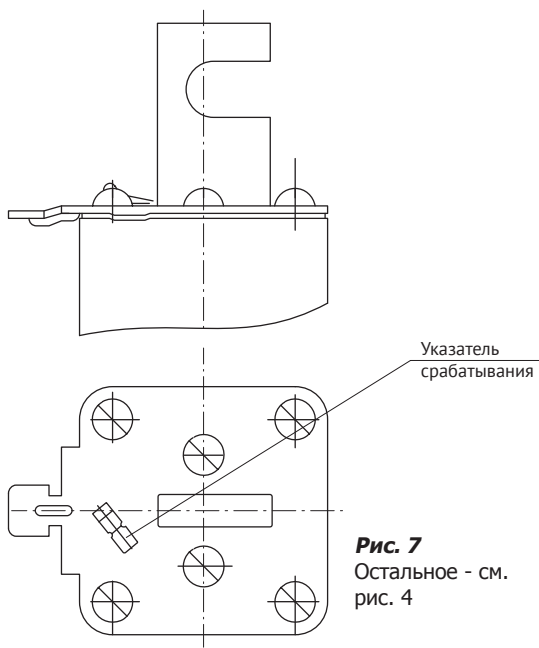 Указатель
срабатывания
Рис. 7
Остальное - см.
рис. 4